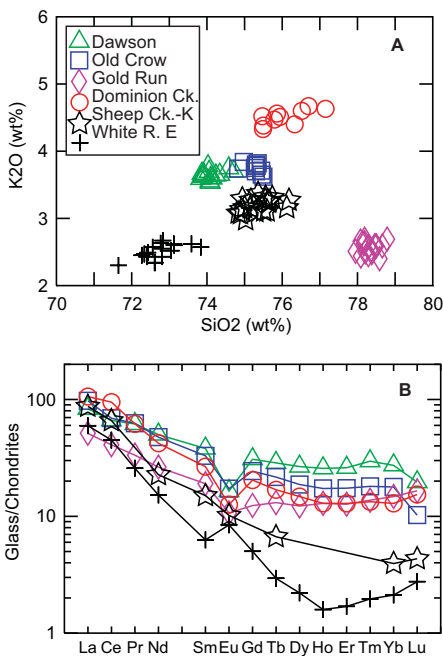 A
Dawson
Old Crow
Gold Run
Dominion Ck.
Sheep Ck.-K
White R. E
K2O (wt%)
6
5
4
3
2
70 72 74 76 78 80
SiO2 (wt%)
B
Glass/Chondrites
100
10
1
La Ce Pr Nd Sm Eu Gd Tb Dy Ho Er Tm Yb Lu